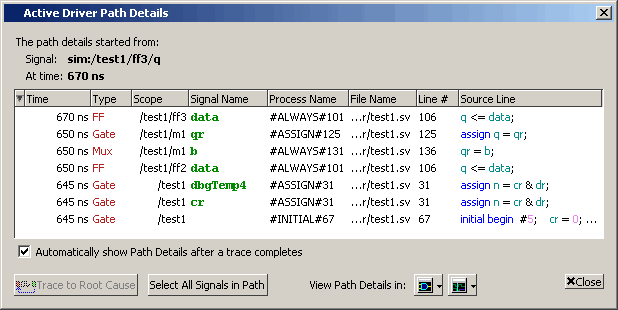 Active Driver Path Details
The path details started from:
Signal: sim:/test1/ff3/q
At time: 670 ns
Time Type Scope Signal Name Process Name File Name Line # Source Line
670 ns FF /test1/ff3 data #ALWAYS#101 ...r/test1.sv 106 q <= data;
650 ns Gate /test1/m1 qr #ASSIGN#125 ...r/test1.sv 125 assign q = qr;
650 ns Mux /test1/m1 b #ALWAYS#131 ...r/test1.sv 136 qr = b;
650 ns FF /test1/ff2 data #ALWAYS#101 ...r/test1.sv 106 q <= data;
645 ns Gate /test1 dbgTemp4 #ASSIGN#31 ...r/test1.sv 31 assign n = cr & dr;
645 ns Gate /test1 cr #ASSIGN#31 ...r/test1.sv 31 assign n = cr & dr;
645 ns Gate /test1 #INITIAL#67 ...r/test1.sv 67 initial begin #5; cr = 0; ...
Automatically show Path Details after a trace completes
Trace to Root Cause Select All Signals in Path View Path Details in: Close